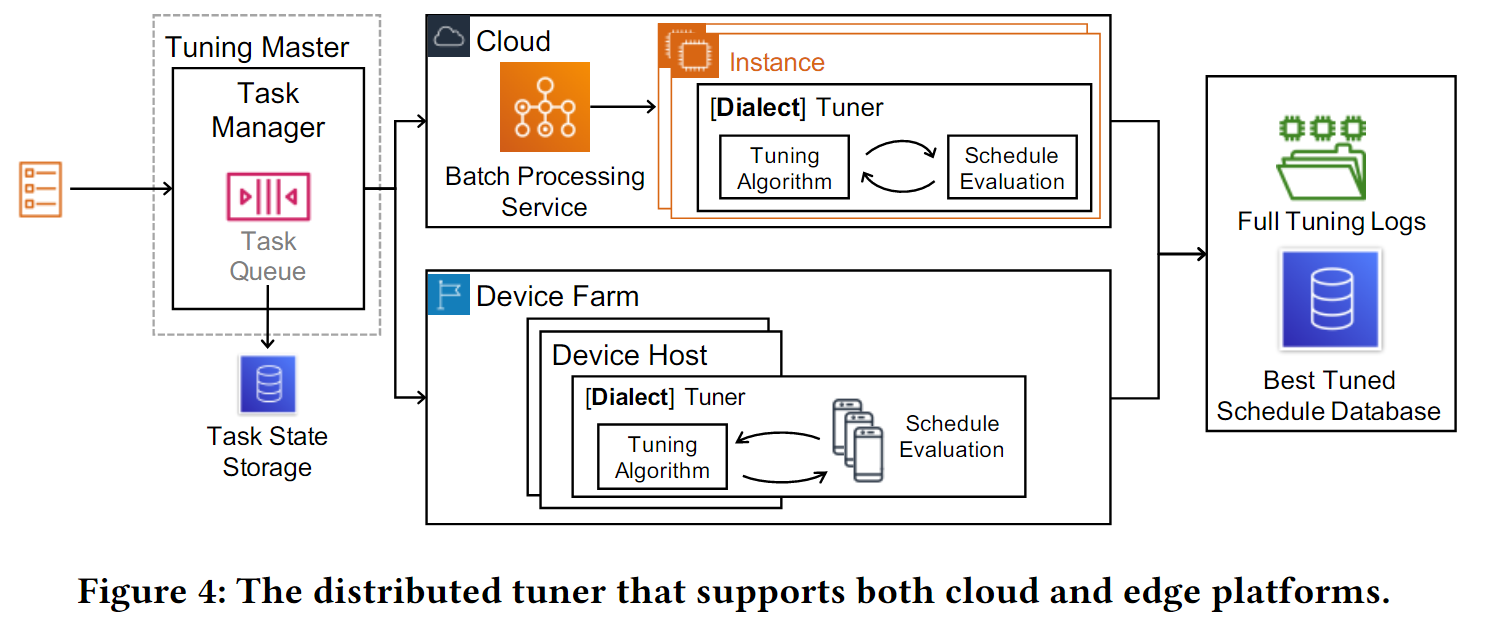 Tuning Master
Task
Manager
Task
Queue
Task State
Storage
Cloud
Batch Processing
Service
Instance
[Dialect] Tuner
Tuning
Algorithm
Schedule
Evaluation
Device Farm
Device Host
[Dialect] Tuner
Tuning
Algorithm
Schedule
Evaluation
Full Tuning Logs
Best Tuned
Schedule Database
Figure 4: The distributed tuner that supports both cloud and edge platforms.